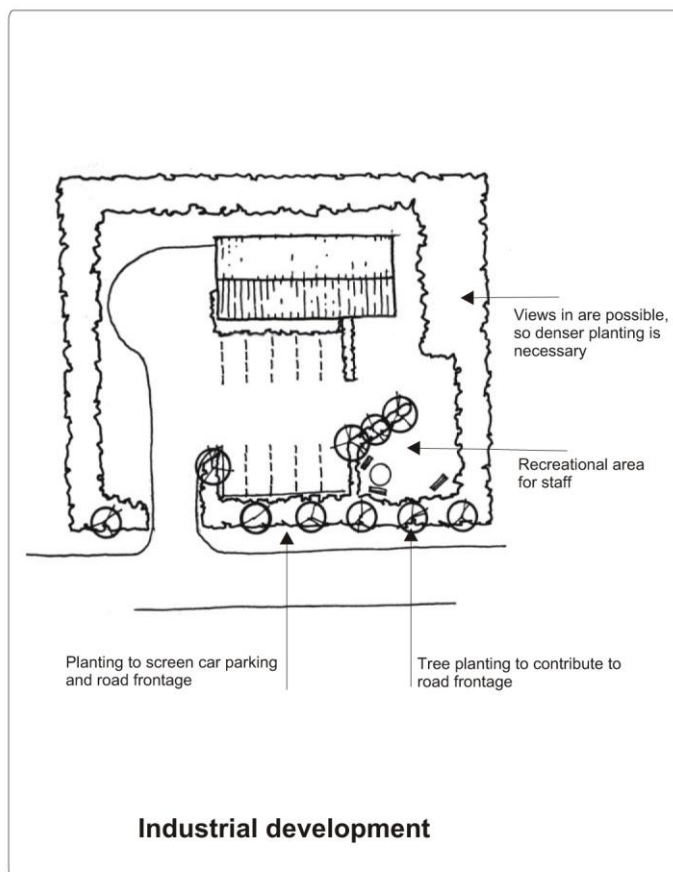 Views in are possible,
so denser planting is
necessary
Recreational area
for staff
Planting to screen car parking
and road frontage
Tree planting to contribute to
road frontage
Industrial development